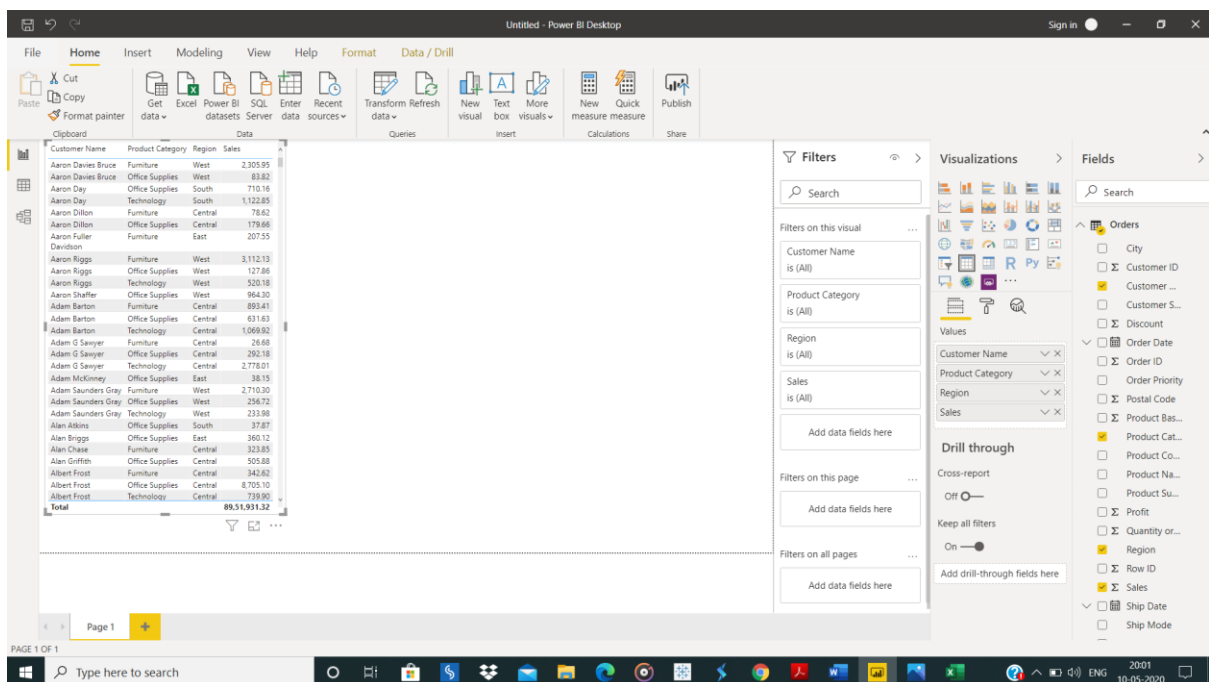 Untitled - Power BI Desktop
Sign in
File Home Insert Modeling View Help Format Data / Drill
Paste
Cut
Copy
Format painter
Get data
Excel
Power BI datasets
SQL Server
Enter data
Recent sources
Transform data
Refresh
New visual
Text box
More visuals
New measure
Quick measure
Publish
Clipboard Data Queries Insert Calculations Share
Customer Name Product Category Region Sales
Aaron Davies Bruce Furniture West 2,305.95
Aaron Davies Bruce Office Supplies West 83.82
Aaron Day Office Supplies South 710.16
Aaron Day Technology South 1,122.85
Aaron Dillon Furniture Central 78.62
Aaron Dillon Office Supplies Central 179.66
Aaron Fuller Furniture East 207.55
Davidson
Aaron Riggs Furniture West 3,112.13
Aaron Riggs Office Supplies West 127.86
Aaron Riggs Technology West 520.18
Aaron Shaffer Office Supplies West 964.30
Adam Barton Furniture Central 893.41
Adam Barton Office Supplies Central 631.63
Adam Barton Technology Central 1,069.92
Adam G Sawyer Furniture Central 26.68
Adam G Sawyer Office Supplies Central 292.18
Adam G Sawyer Technology Central 2,778.01
Adam McKinney Office Supplies East 38.15
Adam Saunders Gray Furniture West 2,710.30
Adam Saunders Gray Office Supplies West 256.72
Adam Saunders Gray Technology West 233.98
Alan Atkins Office Supplies South 37.87
Alan Briggs Office Supplies East 360.12
Alan Chase Furniture Central 323.85
Alan Griffith Office Supplies Central 505.88
Albert Frost Furniture Central 342.62
Albert Frost Office Supplies Central 8,705.10
Albert Frost Technology Central 739.90
Total 89,51,931.32
Filters
Search
Filters on this visual ...
Customer Name
is (All)
Product Category
is (All)
Region
is (All)
Sales
is (All)
Add data fields here
Filters on this page ...
Add data fields here
Filters on all pages ...
Add data fields here
Visualizations
R Py
...
Values
Customer Name
Product Category
Region
Sales
Drill through
Cross-report
Off
Keep all filters
On
Add drill-through fields here
Fields
Search
Orders
City
Σ Customer ID
Customer ...
Customer S...
Σ Discount
Order Date
Σ Order ID
Order Priority
Σ Postal Code
Σ Product Bas...
Product Cat...
Product Co...
Product Na...
Product Su...
Σ Profit
Σ Quantity or...
Region
Σ Row ID
Σ Sales
Ship Date
Ship Mode
Page 1
PAGE 1 OF 1
Type here to search
ENG
20:01
10-05-2020